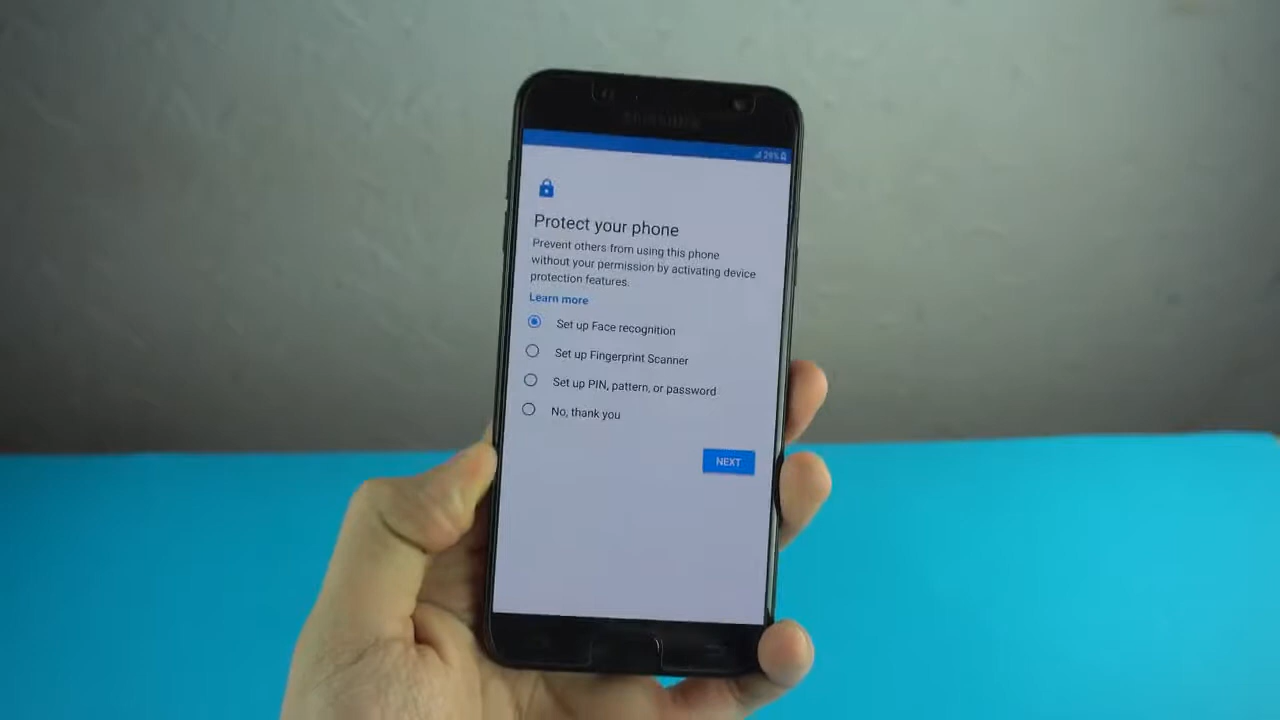 SAMSUNG
29%
Protect your phone
Prevent others from using this phone
without your permission by activating device
protection features.
Learn more
Set up Face recognition
Set up Fingerprint Scanner
Set up PIN, pattern, or password
No, thank you
NEXT